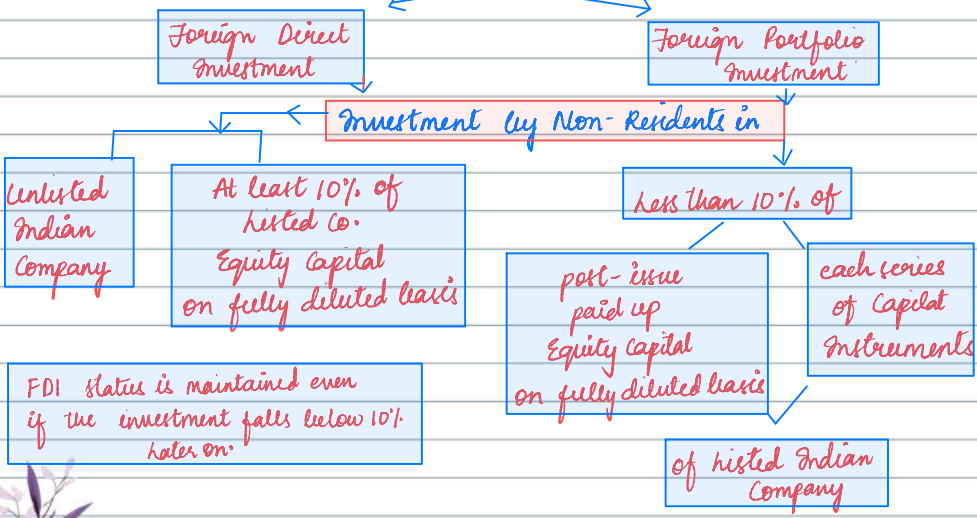 Foreign Direct
Investment
Foreign Portfolio
Investment
Investment by Non-Residents in
Unlisted
Indian
Company
At least 10% of
Listed Co.
Equity Capital
on fully diluted basis
Less than 10% of
post-issue
paid up
Equity Capital
on fully diluted basis
each series
of Capital
Instruments
FDI status is maintained even
if the investment falls below 10%
Later on.
of Listed Indian
Company